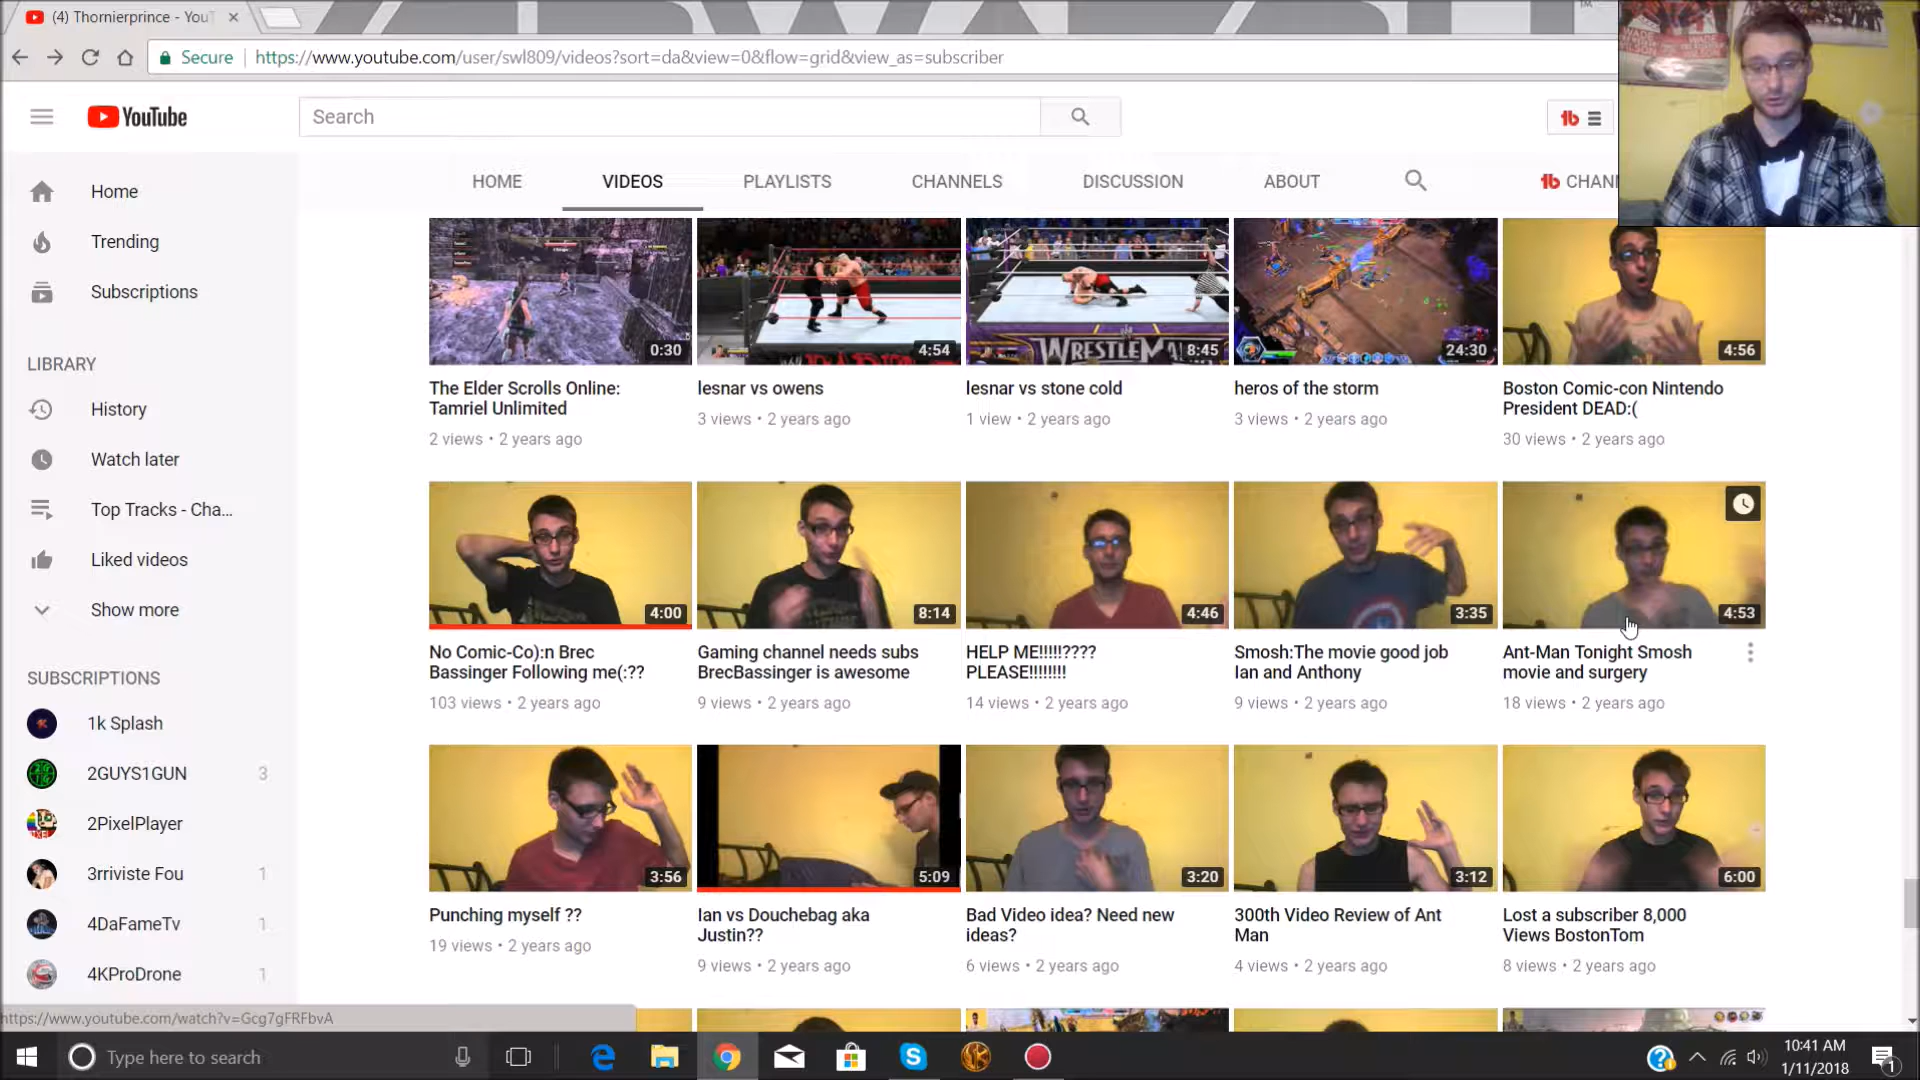 (4) Thornierprince - YouT
Secure https://www.youtube.com/user/swl809/videos?sort=da&view=0&flow=grid&view_as=subscriber
YouTube
Search
HOME VIDEOS PLAYLISTS CHANNELS DISCUSSION ABOUT CHANN
Home
Trending
Subscriptions
LIBRARY
History
Watch later
Top Tracks - Cha...
Liked videos
Show more
SUBSCRIPTIONS
1k Splash
2GUYS1GUN 3
2PixelPlayer
3rriviste Fou 1
4DaFameTv 1
4KProDrone 1
0:30 4:54 8:45 24:30 4:56
WRESTLEMA
The Elder Scrolls Online:
Tamriel Unlimited
2 views • 2 years ago
lesnar vs owens
3 views • 2 years ago
lesnar vs stone cold
1 view • 2 years ago
heros of the storm
3 views • 2 years ago
Boston Comic-con Nintendo
President DEAD:(
30 views • 2 years ago
4:00 8:14 4:46 3:35 4:53
No Comic-Co):n Brec
Bassinger Following me(:??
103 views • 2 years ago
Gaming channel needs subs
BrecBassinger is awesome
9 views • 2 years ago
HELP ME!!!!!????
PLEASE!!!!!!!!
14 views • 2 years ago
Smosh:The movie good job
Ian and Anthony
9 views • 2 years ago
Ant-Man Tonight Smosh
movie and surgery
18 views • 2 years ago
3:56 5:09 3:20 3:12 6:00
Punching myself ??
19 views • 2 years ago
Ian vs Douchebag aka
Justin??
9 views • 2 years ago
Bad Video idea? Need new
ideas?
6 views • 2 years ago
300th Video Review of Ant
Man
4 views • 2 years ago
Lost a subscriber 8,000
Views BostonTom
8 views • 2 years ago
https://www.youtube.com/watch?v=Gcg7gFRFbvA
Type here to search
10:41 AM
1/11/2018
1